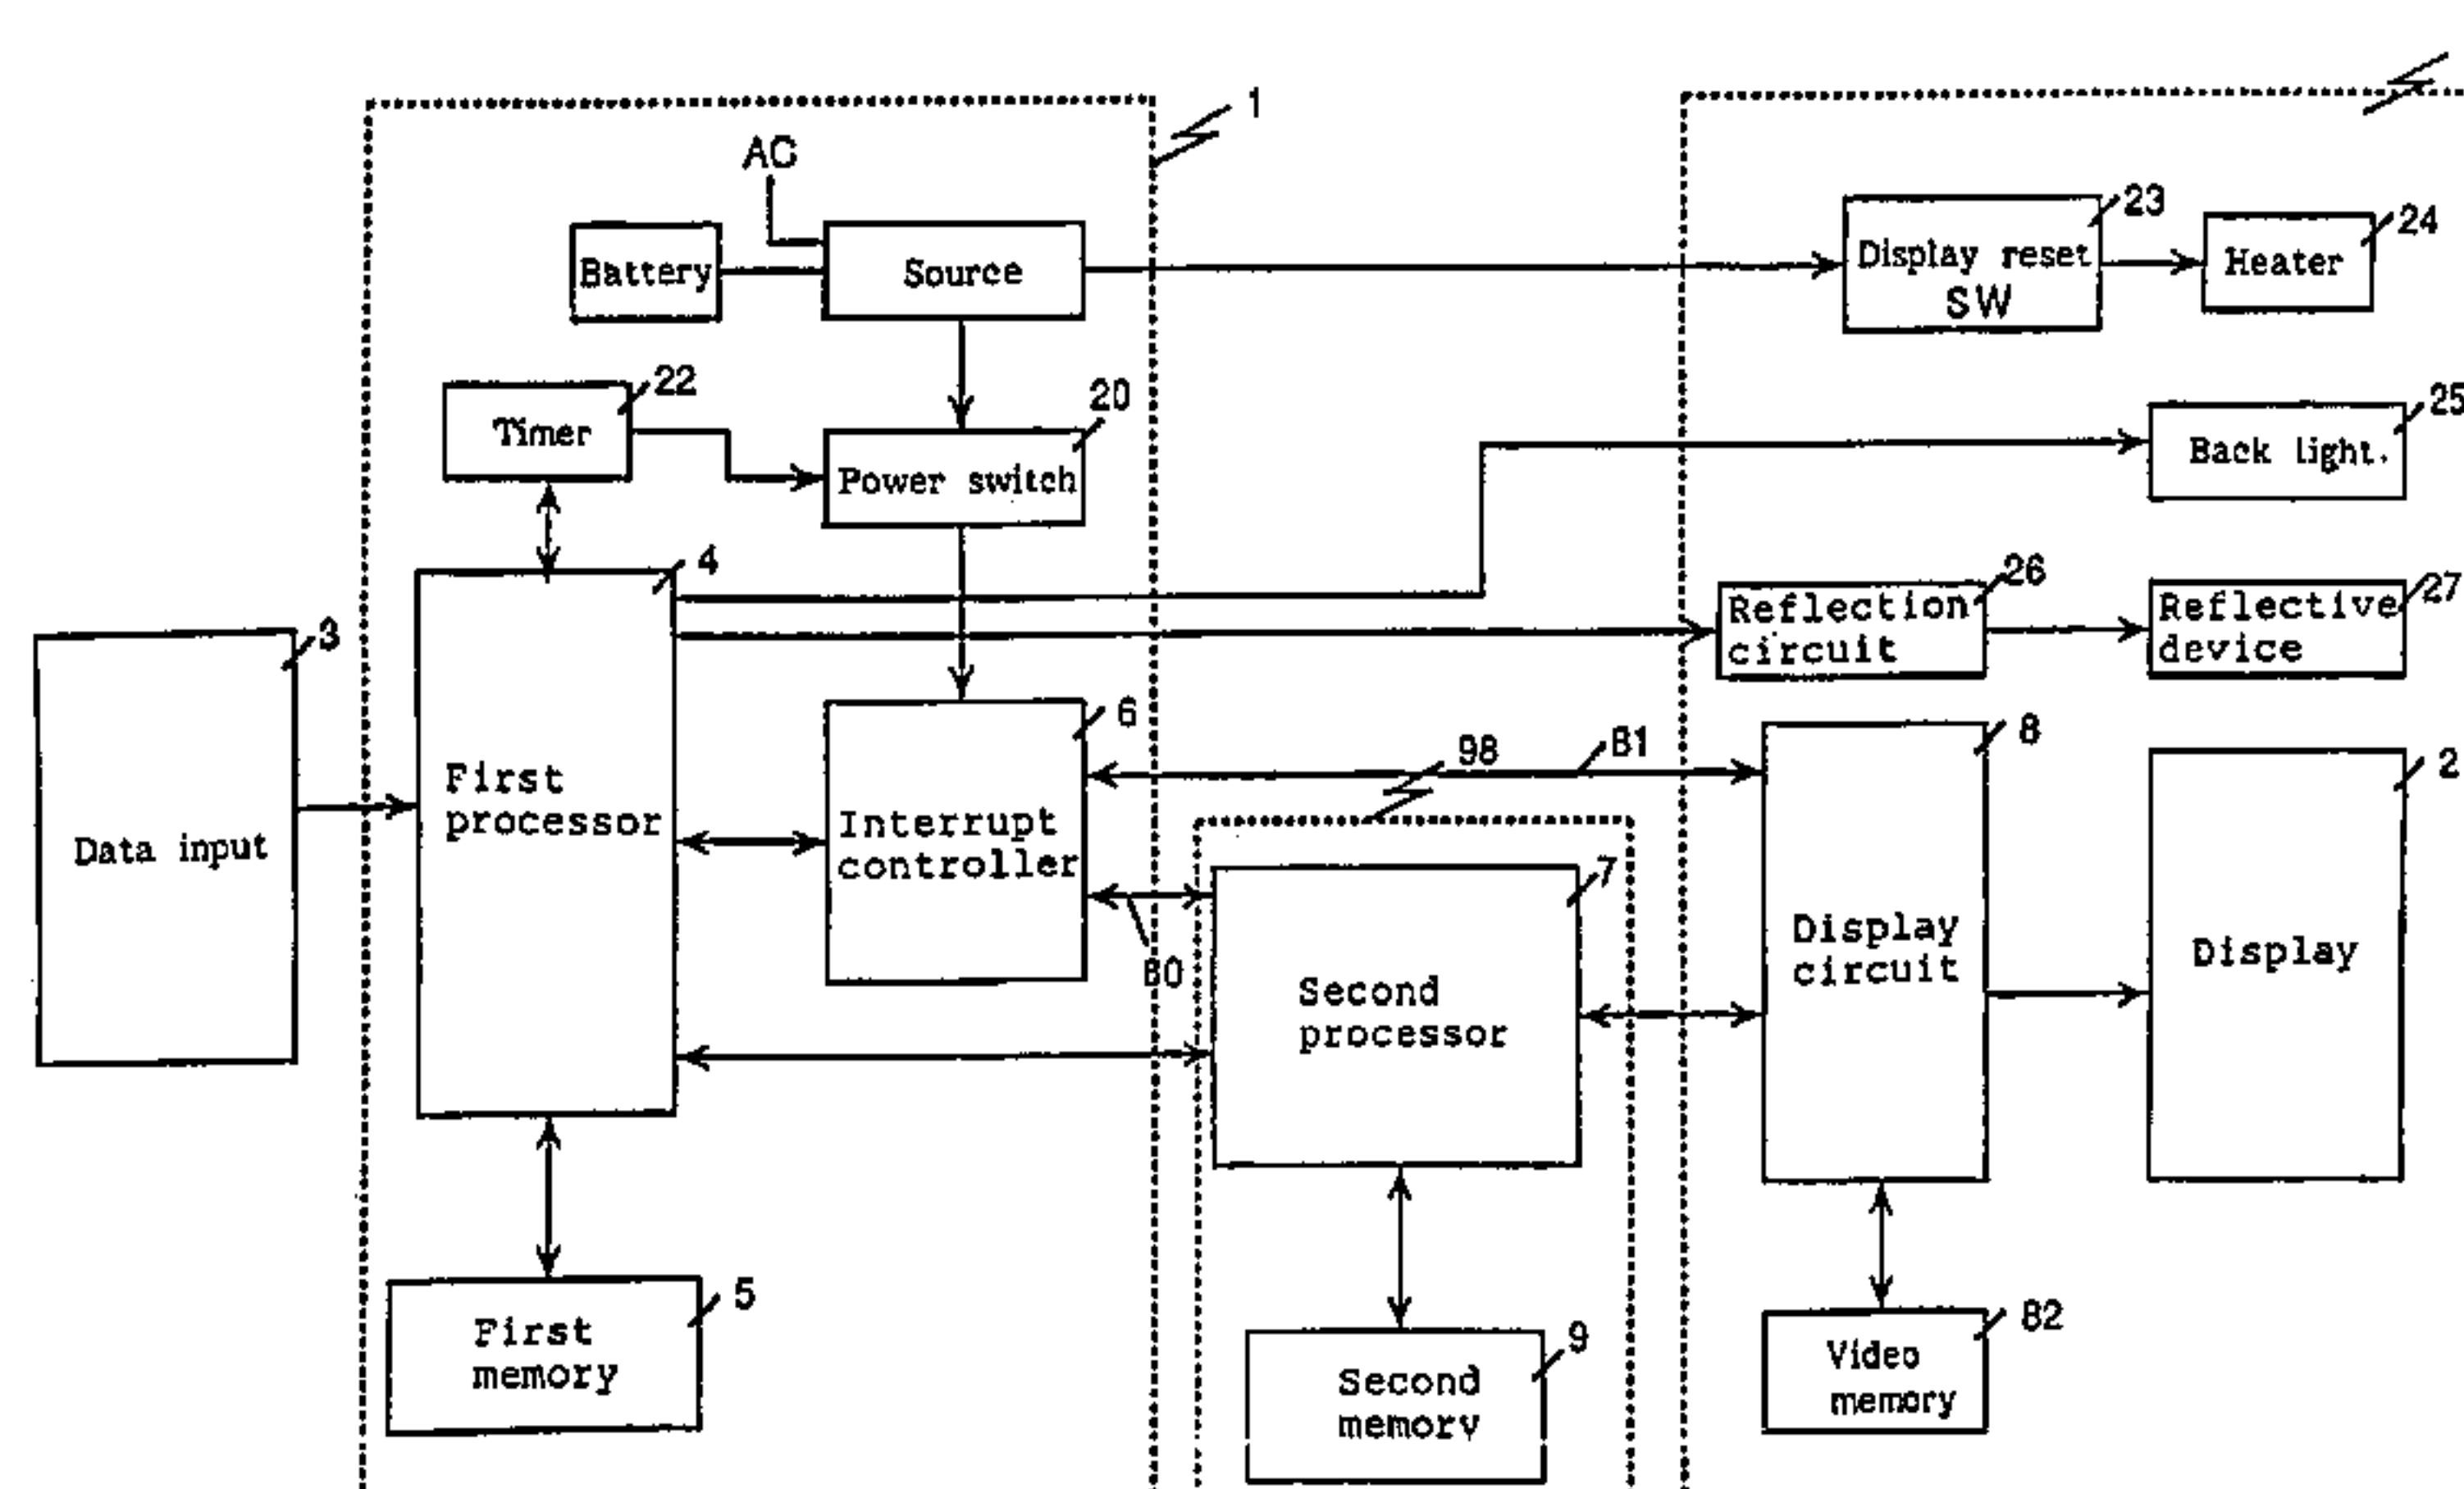 1
AC
Battery
Source
23
Display reset
SW
24
Heater
22
Timer
20
Power switch
25
Back light.
4
First
processor
26
Reflection
circuit
27
Reflective
device
3
Data input
6
Interrupt
controller
98
81
8
Display
circuit
2
Display
80
7
Second
processor
5
First
memory
9
Second
memory
82
Video
memory